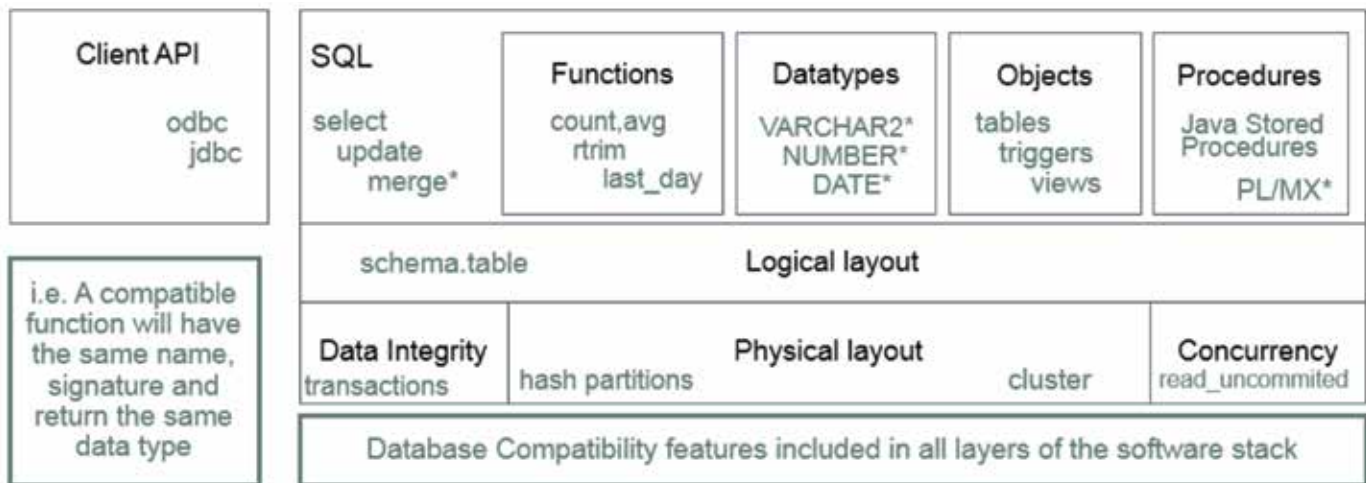 Client API
odbc
jdbc
SQL
select
update
merge*
Functions
count,avg
rtrim
last_day
Datatypes
VARCHAR2*
NUMBER*
DATE*
Objects
tables
triggers
views
Procedures
Java Stored
Procedures
PL/MX*
schema.table
Logical layout
i.e. A compatible
function will have
the same name,
signature and
return the same
data type
Data Integrity
transactions
Physical layout
hash partitions
cluster
Concurrency
read_uncommited
Database Compatibility features included in all layers of the software stack